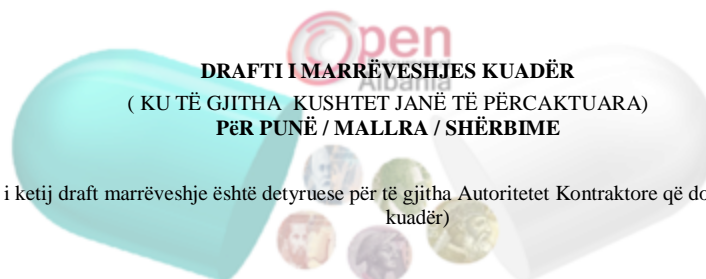 Open
Albania
DRAFTI I MARRËVESHJES KUADËR
( KU TË GJITHA KUSHTET JANË TË PËRCAKTUARA)
PëR PUNË / MALLRA / SHËRBIME
i ketij draft marrëveshje është detyruese për të gjitha Autoritetet Kontraktore që do
kuadër)